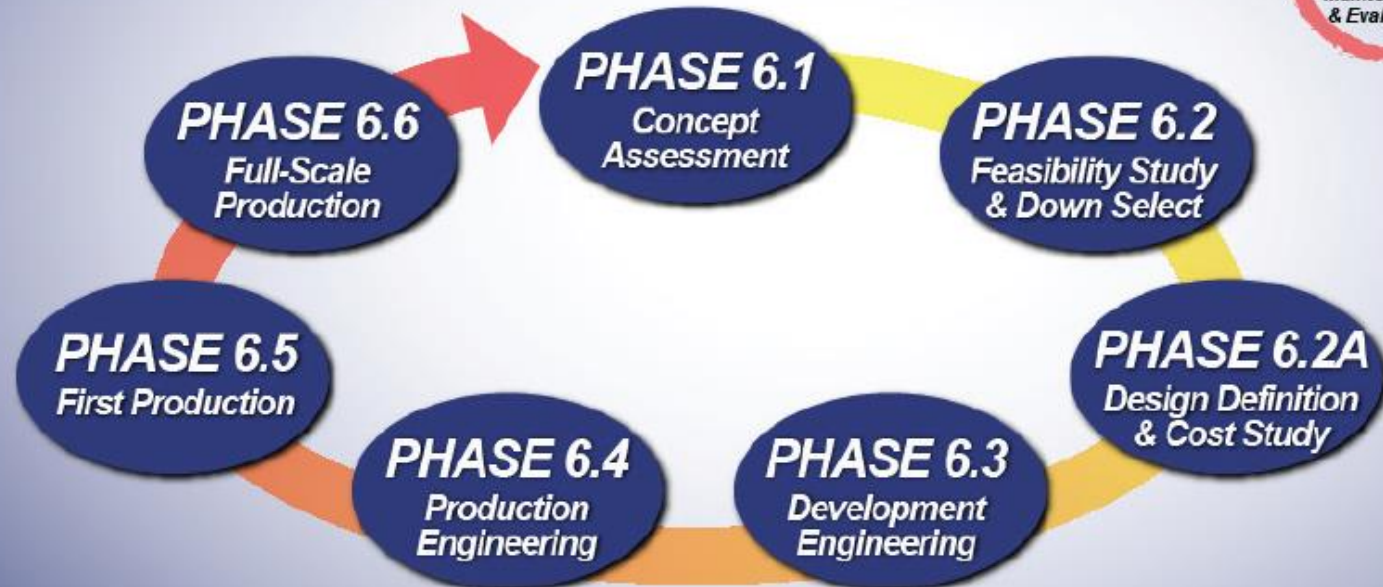 & Eval
PHASE 6.1
Concept
Assessment
PHASE 6.2
Feasibility Study
& Down Select
PHASE 6.2A
Design Definition
& Cost Study
PHASE 6.3
Development
Engineering
PHASE 6.4
Production
Engineering
PHASE 6.5
First Production
PHASE 6.6
Full-Scale
Production